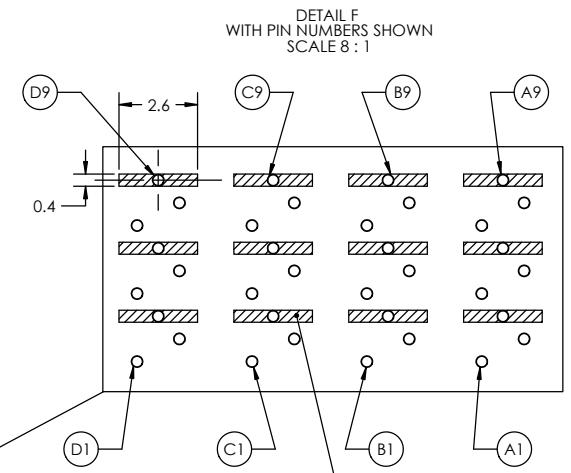 DETAIL F
WITH PIN NUMBERS SHOWN
SCALE 8 : 1
D9
2.6
C9
B9
A9
0.4
D1
C1
B1
A1